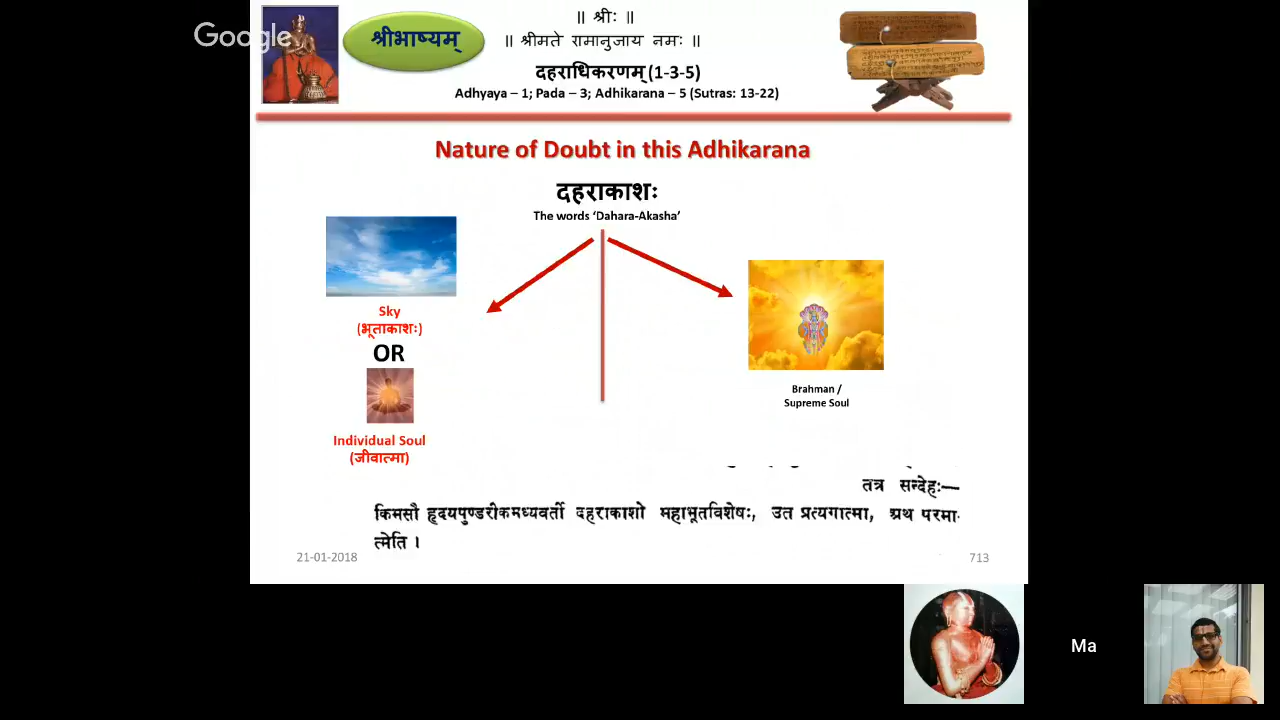 Google
श्रीभाष्यम्
॥ श्रीः ॥
॥ श्रीमते रामानुजाय नमः ॥
दहराधिकरणम् (1-3-5)
Adhyaya – 1; Pada – 3; Adhikarana – 5 (Sutras: 13-22)
Nature of Doubt in this Adhikarana
दहराकाशः
The words ‘Dahara-Akasha’
Sky
(भूताकाशः)
OR
Individual Soul
(जीवात्मा)
Brahman /
Supreme Soul
तत्र सन्देहः—
किमसौ हृदयपुण्डरीकमध्यवर्ती दहराकाशो महाभूतविशेषः, उत प्रत्यगात्मा, अथ परमा-
त्मेति ।
21-01-2018
713
Ma